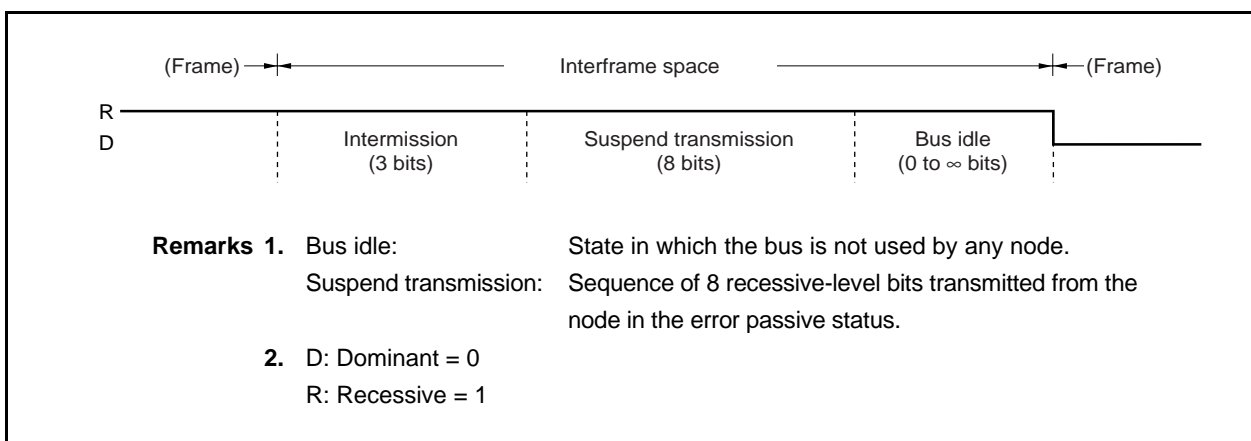 (Frame) Interframe space (Frame)
R
D
Intermission Suspend transmission Bus idle
(3 bits) (8 bits) (0 to ∞ bits)
Remarks 1. Bus idle: State in which the bus is not used by any node.
Suspend transmission: Sequence of 8 recessive-level bits transmitted from the
node in the error passive status.
2. D: Dominant = 0
R: Recessive = 1